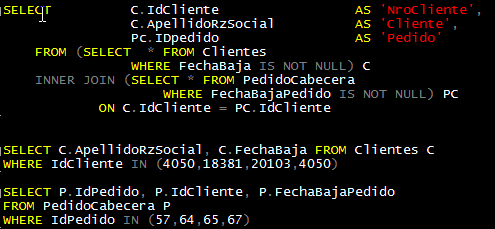 SELECT C.IdCliente AS 'NroCliente',
C.ApellidoRZSocial AS 'Cliente',
Pc.IDpedido AS 'Pedido'
FROM (SELECT * FROM Clientes
WHERE FechaBaja IS NOT NULL) C
INNER JOIN (SELECT * FROM PedidoCabecera
WHERE FechaBajaPedido IS NOT NULL) PC
ON C.IdCliente = PC.IdCliente
SELECT C.ApellidoRzSocial, C.FechaBaja FROM Clientes C
WHERE IdCliente IN (4050,18381,20103,4050)
SELECT P.IdPedido, P.IdCliente, P.FechaBajaPedido
FROM PedidoCabecera P
WHERE IdPedido IN (57,64,65,67)